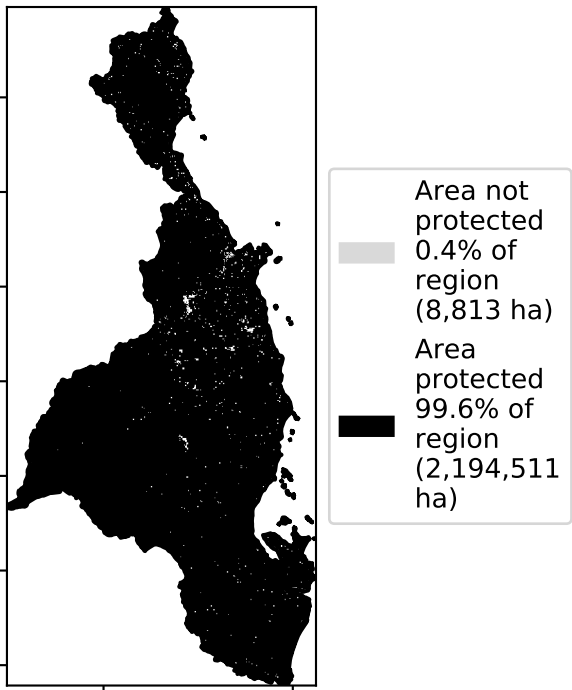 Area not
protected
0.4% of
region
(8,813 ha)
Area
protected
99.6% of
region
(2,194,511
ha)